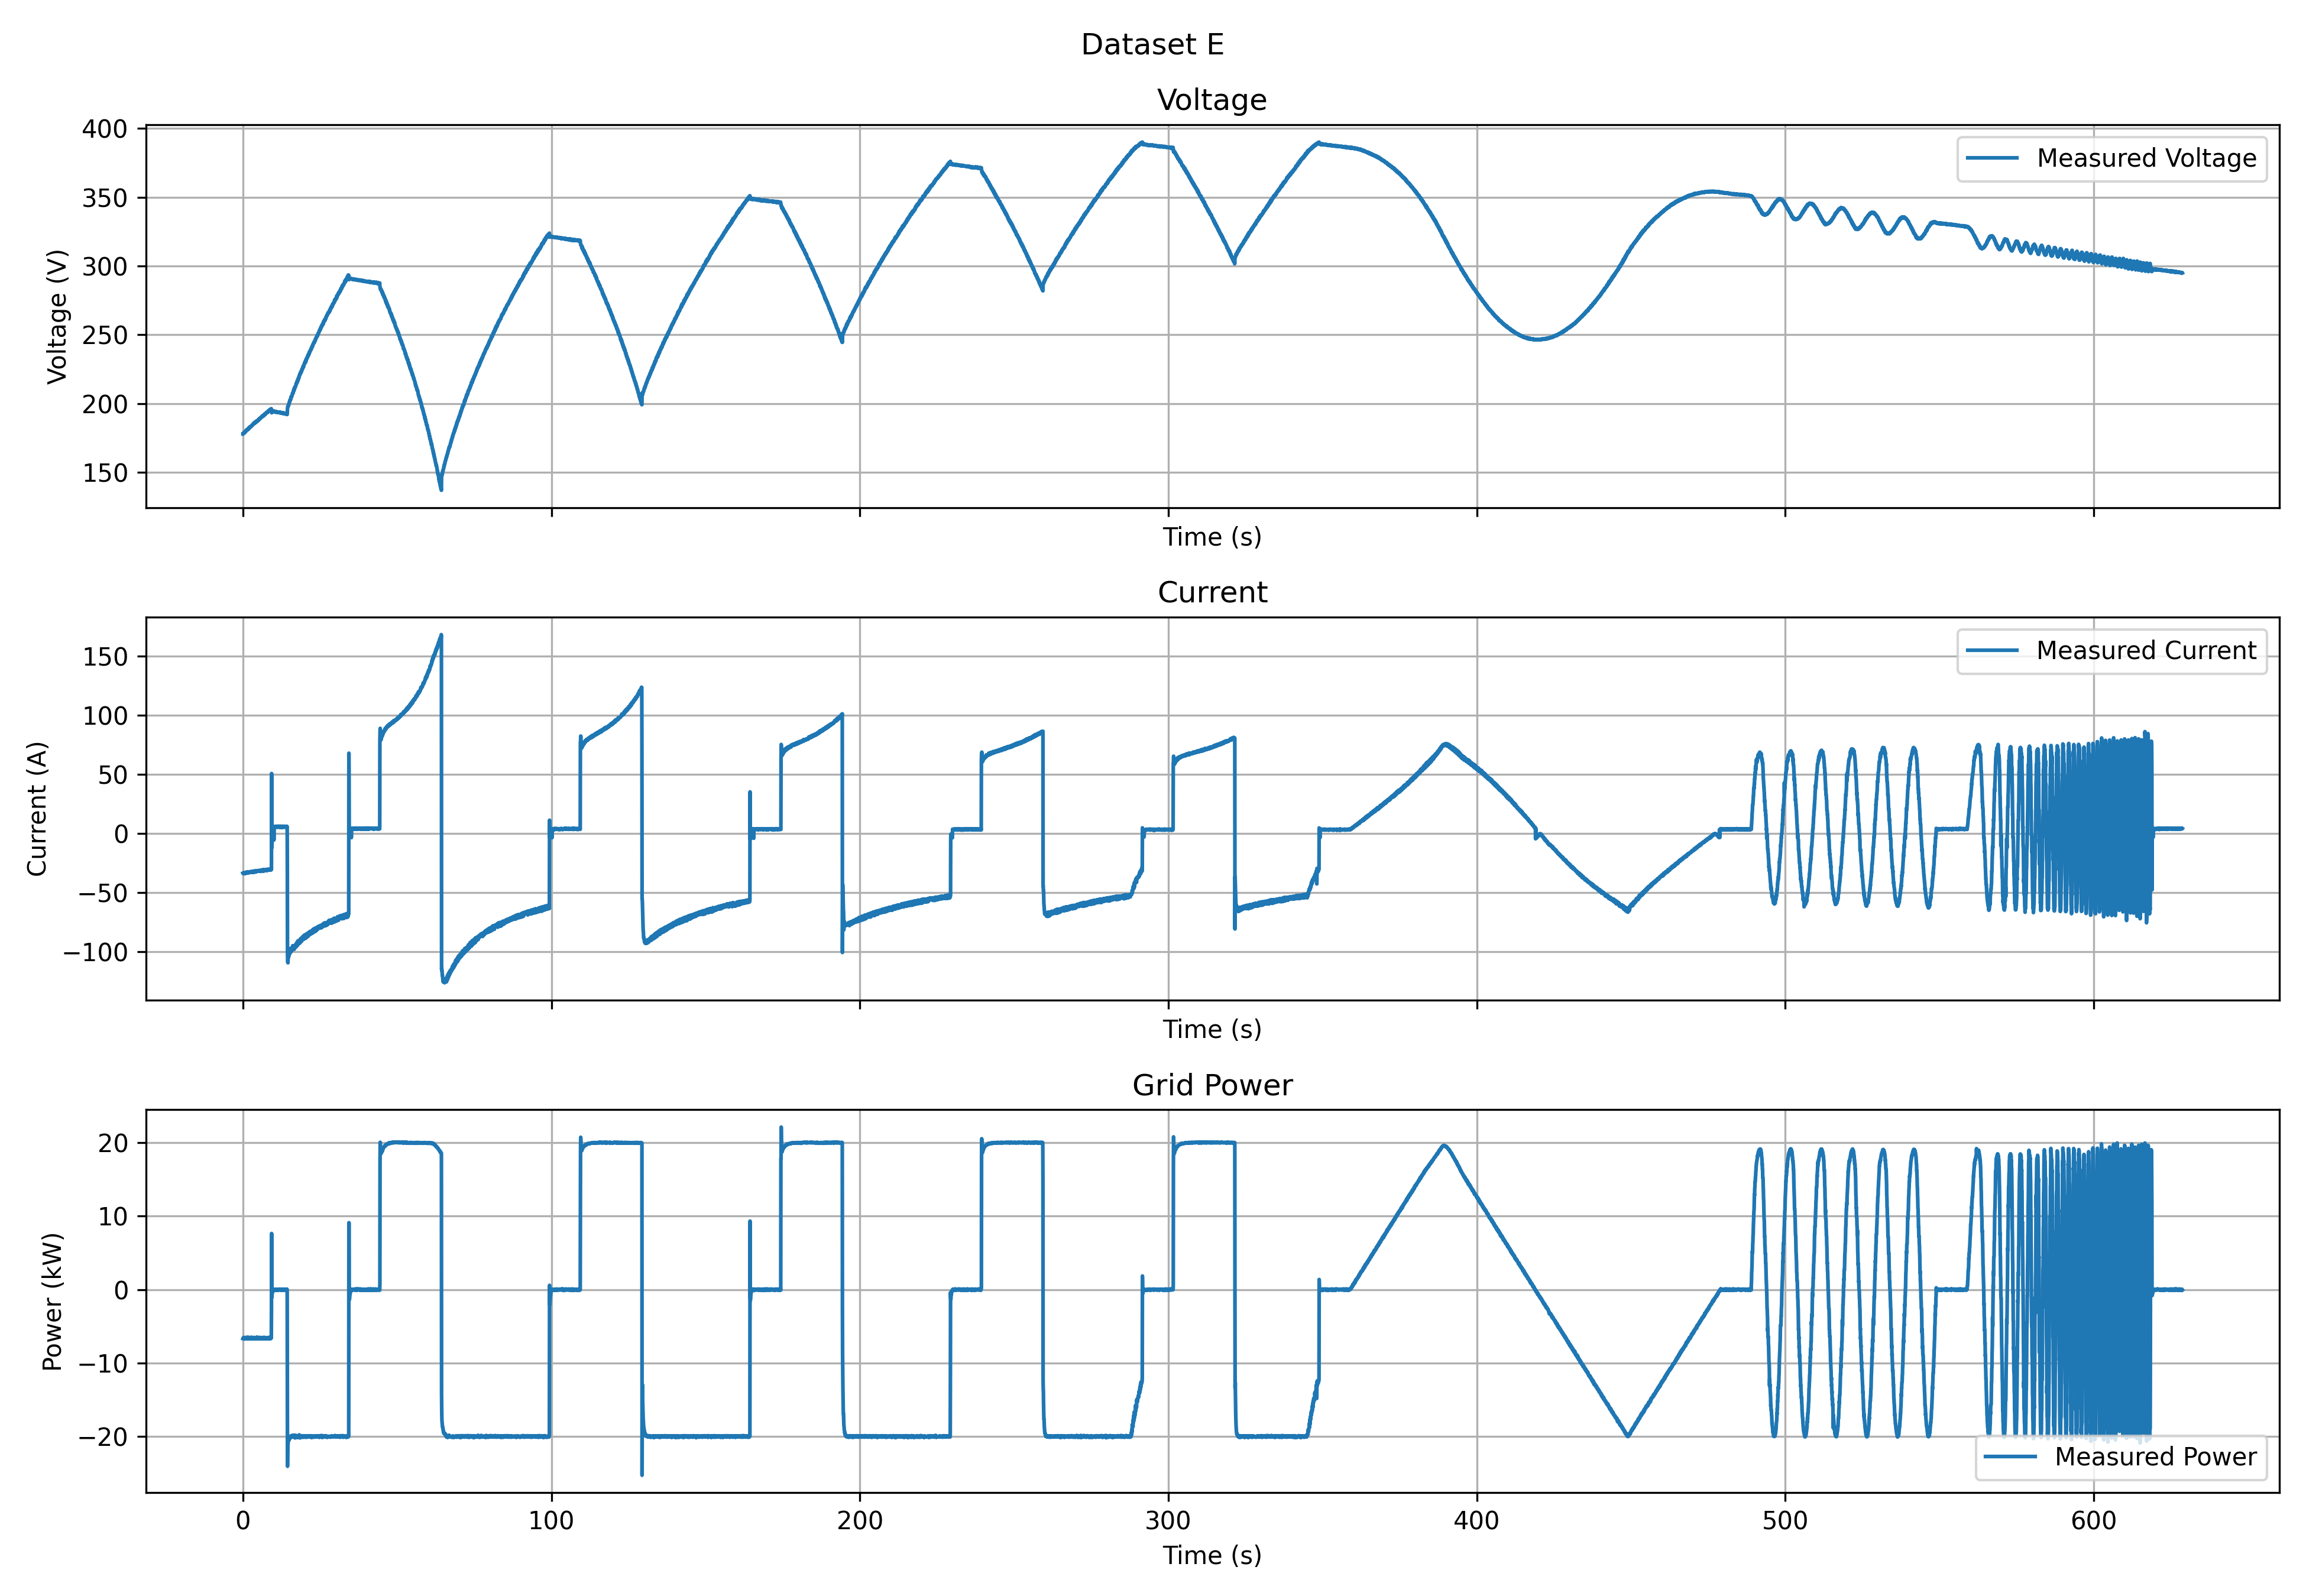 Dataset E
Voltage
400
350
300
250
200
150
Voltage (V)
Measured Voltage
Time (s)
Current
150
100
50
0
−50
−100
Current (A)
Measured Current
Time (s)
Grid Power
20
10
0
−10
−20
Power (kW)
Measured Power
0 100 200 300 400 500 600
Time (s)